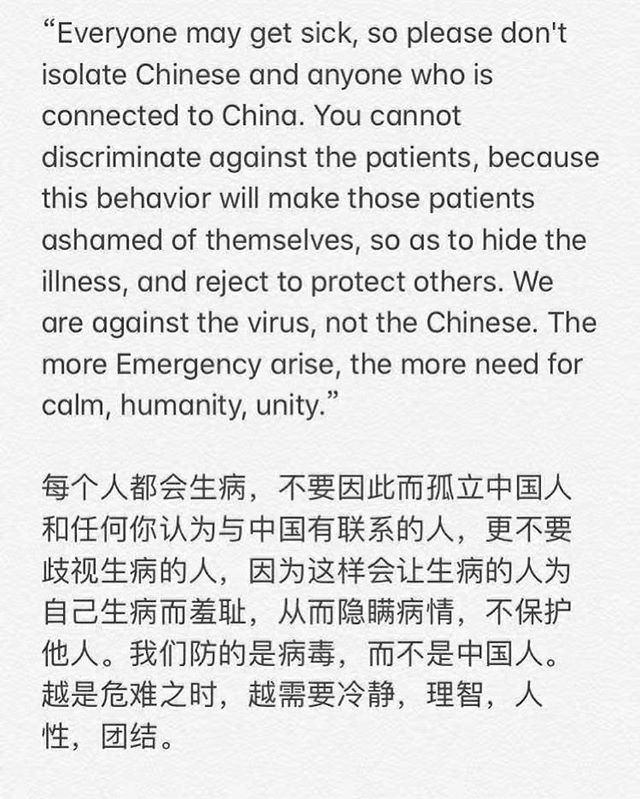 “Everyone may get sick, so please don't
isolate Chinese and anyone who is
connected to China. You cannot
discriminate against the patients, because
this behavior will make those patients
ashamed of themselves, so as to hide the
illness, and reject to protect others. We
are against the virus, not the Chinese. The
more Emergency arise, the more need for
calm, humanity, unity.”
每个人都会生病，不要因此而孤立中国人
和任何你认为与中国有联系的人，更不要
歧视生病的人，因为这样会让生病的人为
自己生病而羞耻，从而隐瞒病情，不保护
他人。我们防的是病毒，而不是中国人。
越是危难之时，越需要冷静，理智，人
性，团结。